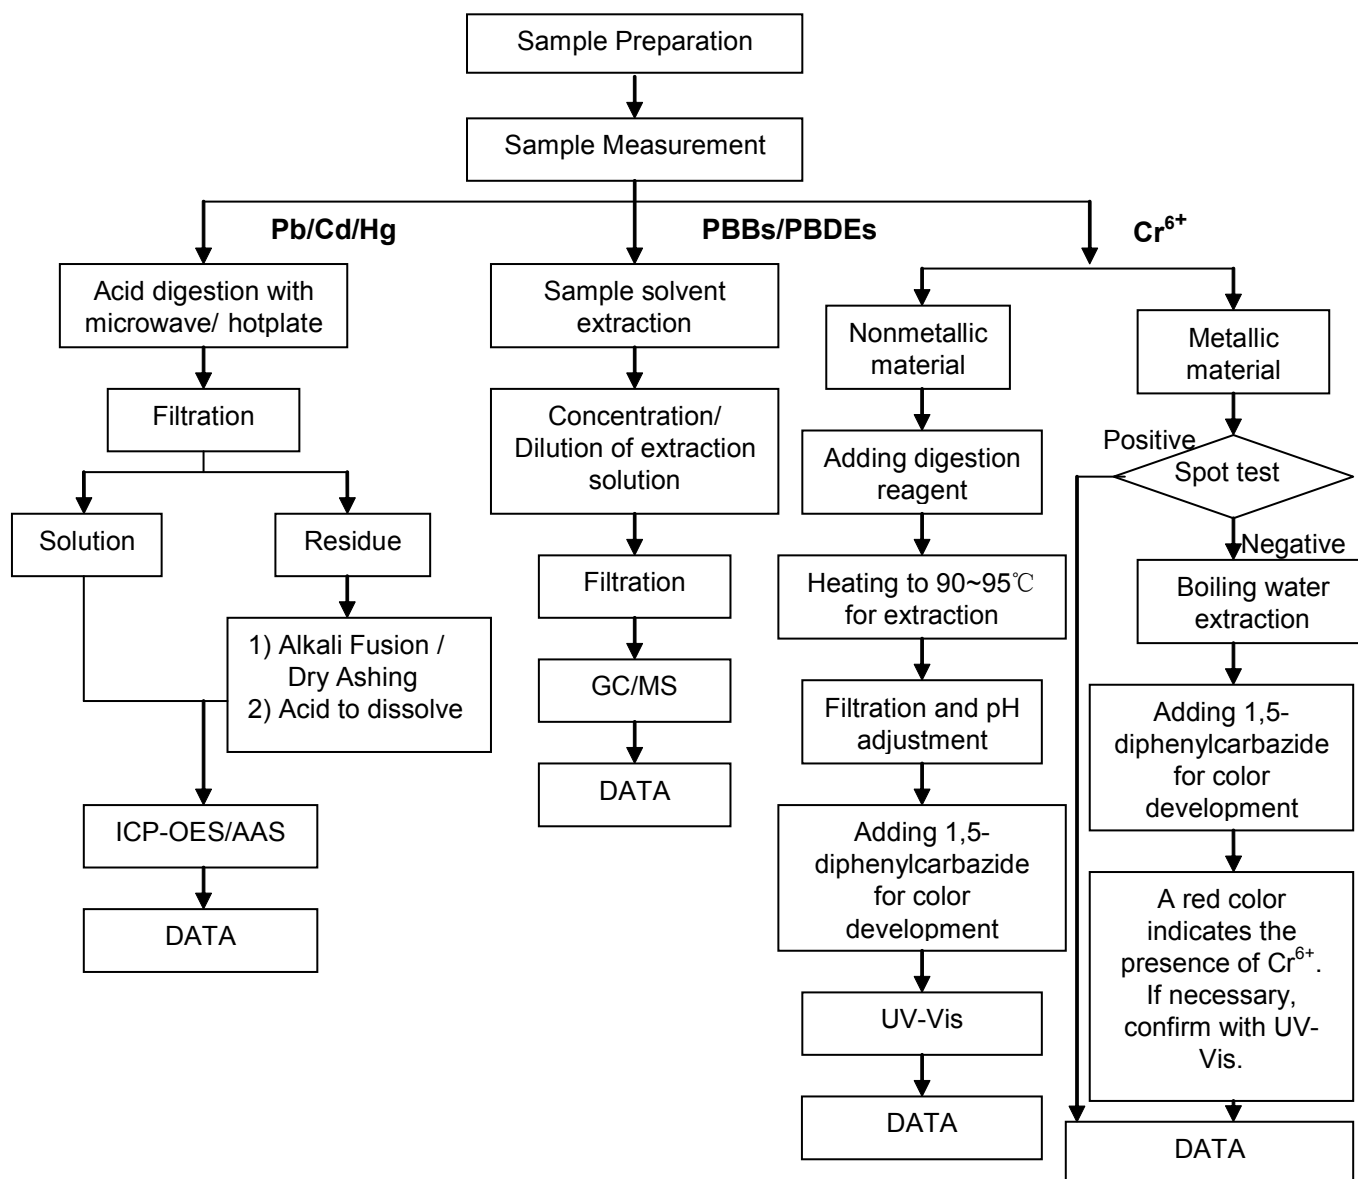 Sample Preparation
Sample Measurement
Pb/Cd/Hg
PBBs/PBDEs
Cr⁶⁺
Acid digestion with
microwave/ hotplate
Filtration
Solution
Residue
1) Alkali Fusion /
Dry Ashing
2) Acid to dissolve
ICP-OES/AAS
DATA
Sample solvent
extraction
Concentration/
Dilution of extraction
solution
Filtration
GC/MS
DATA
Nonmetallic
material
Adding digestion
reagent
Heating to 90~95℃
for extraction
Filtration and pH
adjustment
Adding 1,5-
diphenylcarbazide
for color
development
UV-Vis
DATA
Metallic
material
Positive
Spot test
Negative
Boiling water
extraction
Adding 1,5-
diphenylcarbazide
for color
development
A red color
indicates the
presence of Cr⁶⁺.
If necessary,
confirm with UV-
Vis.
DATA